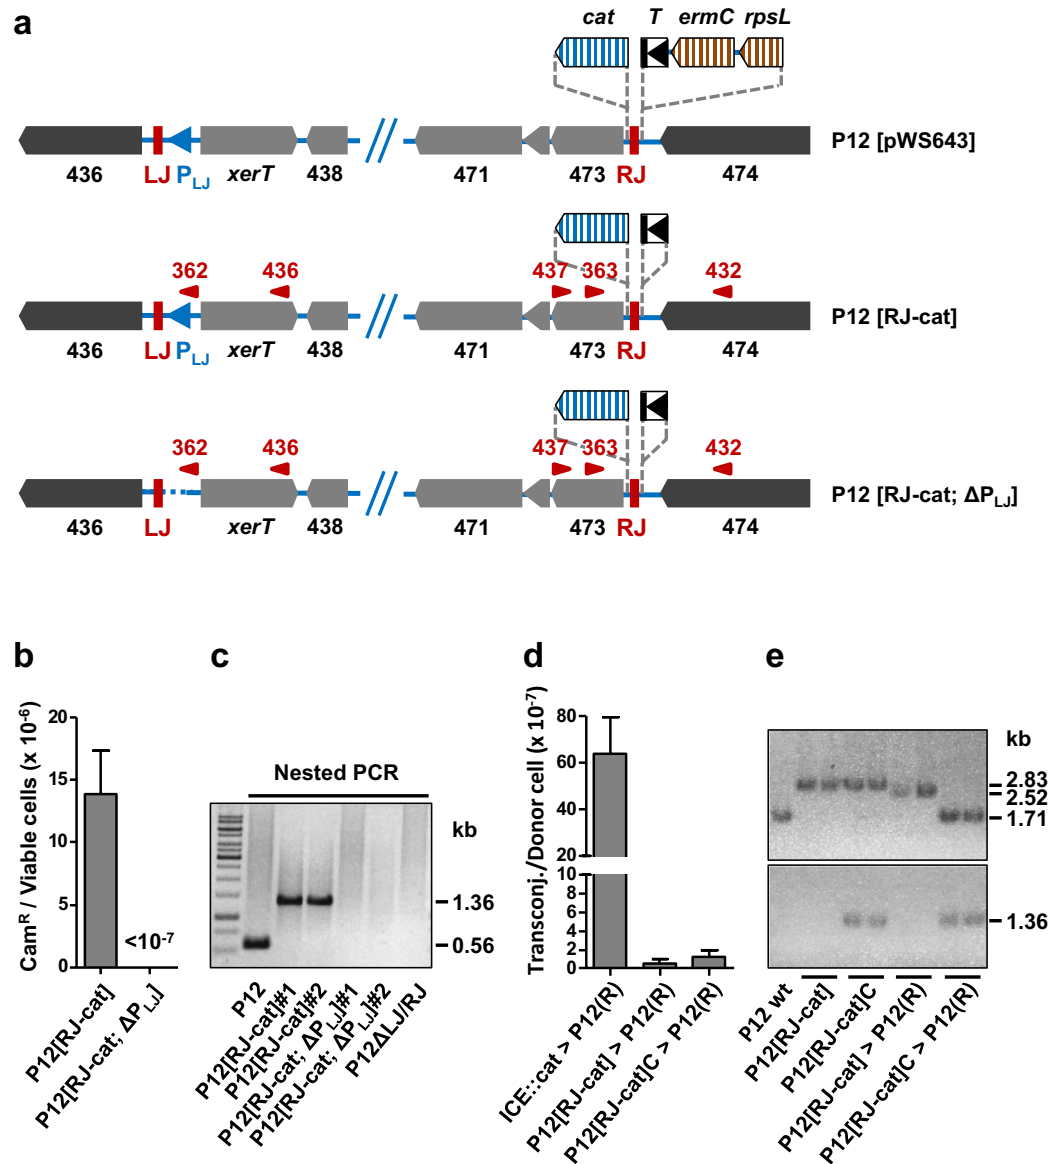 a
cat T ermC rpsL
P12 [pWS643]
436 LJ P_LJ xerT 438 471 473 RJ 474
362 436 437 363 432
P12 [RJ-cat]
436 LJ P_LJ xerT 438 471 473 RJ 474
362 436 437 363 432
P12 [RJ-cat; ΔP_LJ]
436 LJ xerT 438 471 473 RJ 474
b
Cam^R / Viable cells (x 10^-6)
20
15
10
5
0
<10^-7
P12[RJ-cat]
P12[RJ-cat; ΔP_LJ]
c
Nested PCR
kb
1.36
0.56
P12
P12[RJ-cat]#1
P12[RJ-cat]#2
P12[RJ-cat; ΔP_LJ]#1
P12[RJ-cat; ΔP_LJ]#2
P12ΔLJ/RJ
d
Transconj./Donor cell (x 10^-7)
80
60
40
20
10
8
6
4
2
0
ICE::cat > P12(R)
P12[RJ-cat] > P12(R)
P12[RJ-cat]C > P12(R)
e
kb
2.83
2.52
1.71
1.36
P12 wt
P12[RJ-cat]
P12[RJ-cat]C
P12[RJ-cat] > P12(R)
P12[RJ-cat]C > P12(R)